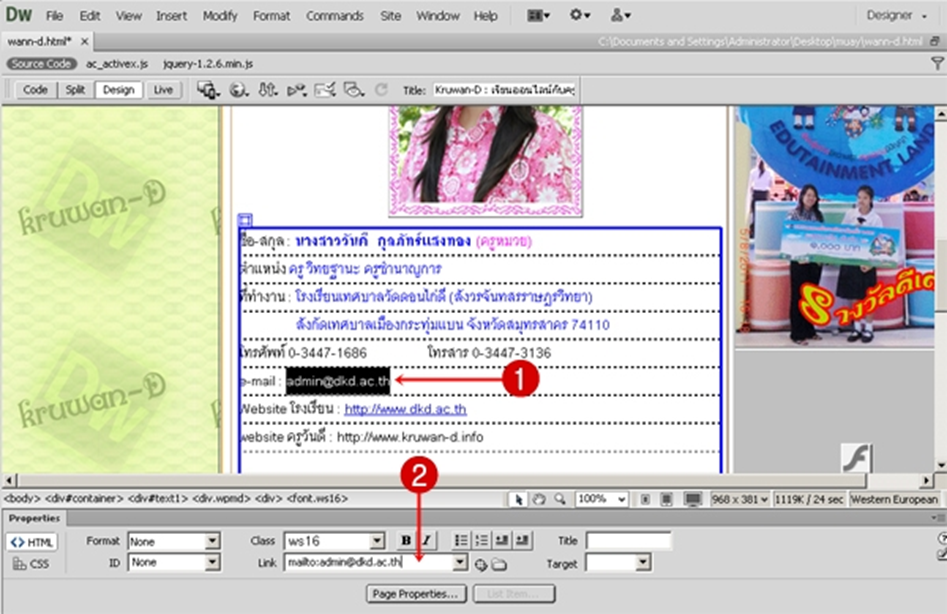 Dw File Edit View Insert Modify Format Commands Site Window Help Designer
wann-d.html* × C:\Documents and Settings\Administrator\Desktop\muay\wann-d.html
Source Code ac_activex.js jquery-1.2.6.min.js
Code Split Design Live Title: Kruwan-D : เรียนออนไลน์กับคร
EDUTAINMENT LAND
kruwan-D
ชื่อ-สกุล : นางสาววันดี กุลภัทร์แสงทอง (ครูหมวย)
ตำแหน่ง ครู วิทยฐานะ ครูชำนาญการ
ที่ทำงาน : โรงเรียนเทศบาลวัดดอนไก่ดี (สังวรจันทสรราษฎรวิทยา)
สังกัดเทศบาลเมืองกระทุ่มแบน จังหวัดสมุทรสาคร 74110
โทรศัพท์ 0-3447-1686 โทรสาร 0-3447-3136
e-mail : admin@dkd.ac.th 1
Website โรงเรียน : http://www.dkd.ac.th
website ครูวันดี : http://www.kruwan-d.info
๑,๐๐๐ บาท
รางวัลดีเด
kruwan-D
2
<body> <div#container> <div#text1> <div.wpmd> <div> <font.ws16> 100% 968 x 381 1119K / 24 sec Western European
Properties
<> HTML Format None Class ws16 B I Title
CSS ID None Link mailto:admin@dkd.ac.th Target
Page Properties... List Item...